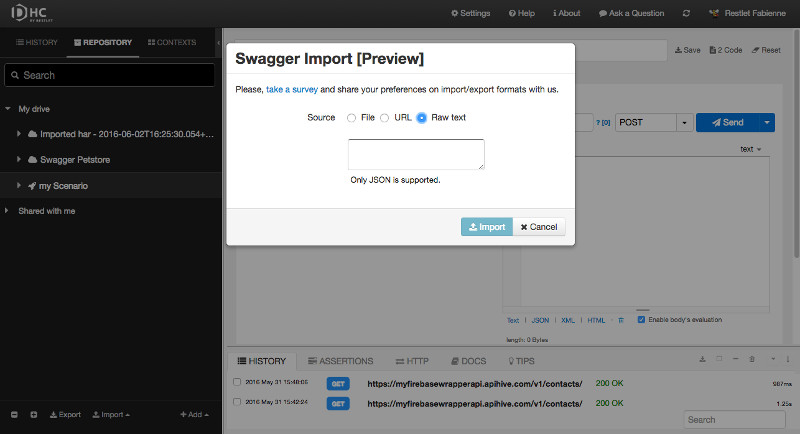 DHC
BY RESTLET
Settings
Help
About
Ask a Question
Restlet Fabienne
HISTORY
REPOSITORY
CONTEXTS
Search
My drive
Imported har - 2016-06-02T16:25:30.054+...
Swagger Petstore
my Scenario
Shared with me
Export
Import
Add
Save
2 Code
Reset
Swagger Import [Preview]
Please, take a survey and share your preferences on import/export formats with us.
Source File URL Raw text
Only JSON is supported.
Import
Cancel
? [0]
POST
Send
text
Text | JSON | XML | HTML
Enable body's evaluation
length: 0 Bytes
HISTORY
ASSERTIONS
HTTP
DOCS
TIPS
2016 May 31 15:48:06 GET https://myfirebasewrapperapi.apihive.com/v1/contacts/ 200 OK 987ms
2016 May 31 15:42:24 GET https://myfirebasewrapperapi.apihive.com/v1/contacts/ 200 OK 1.25s
Search